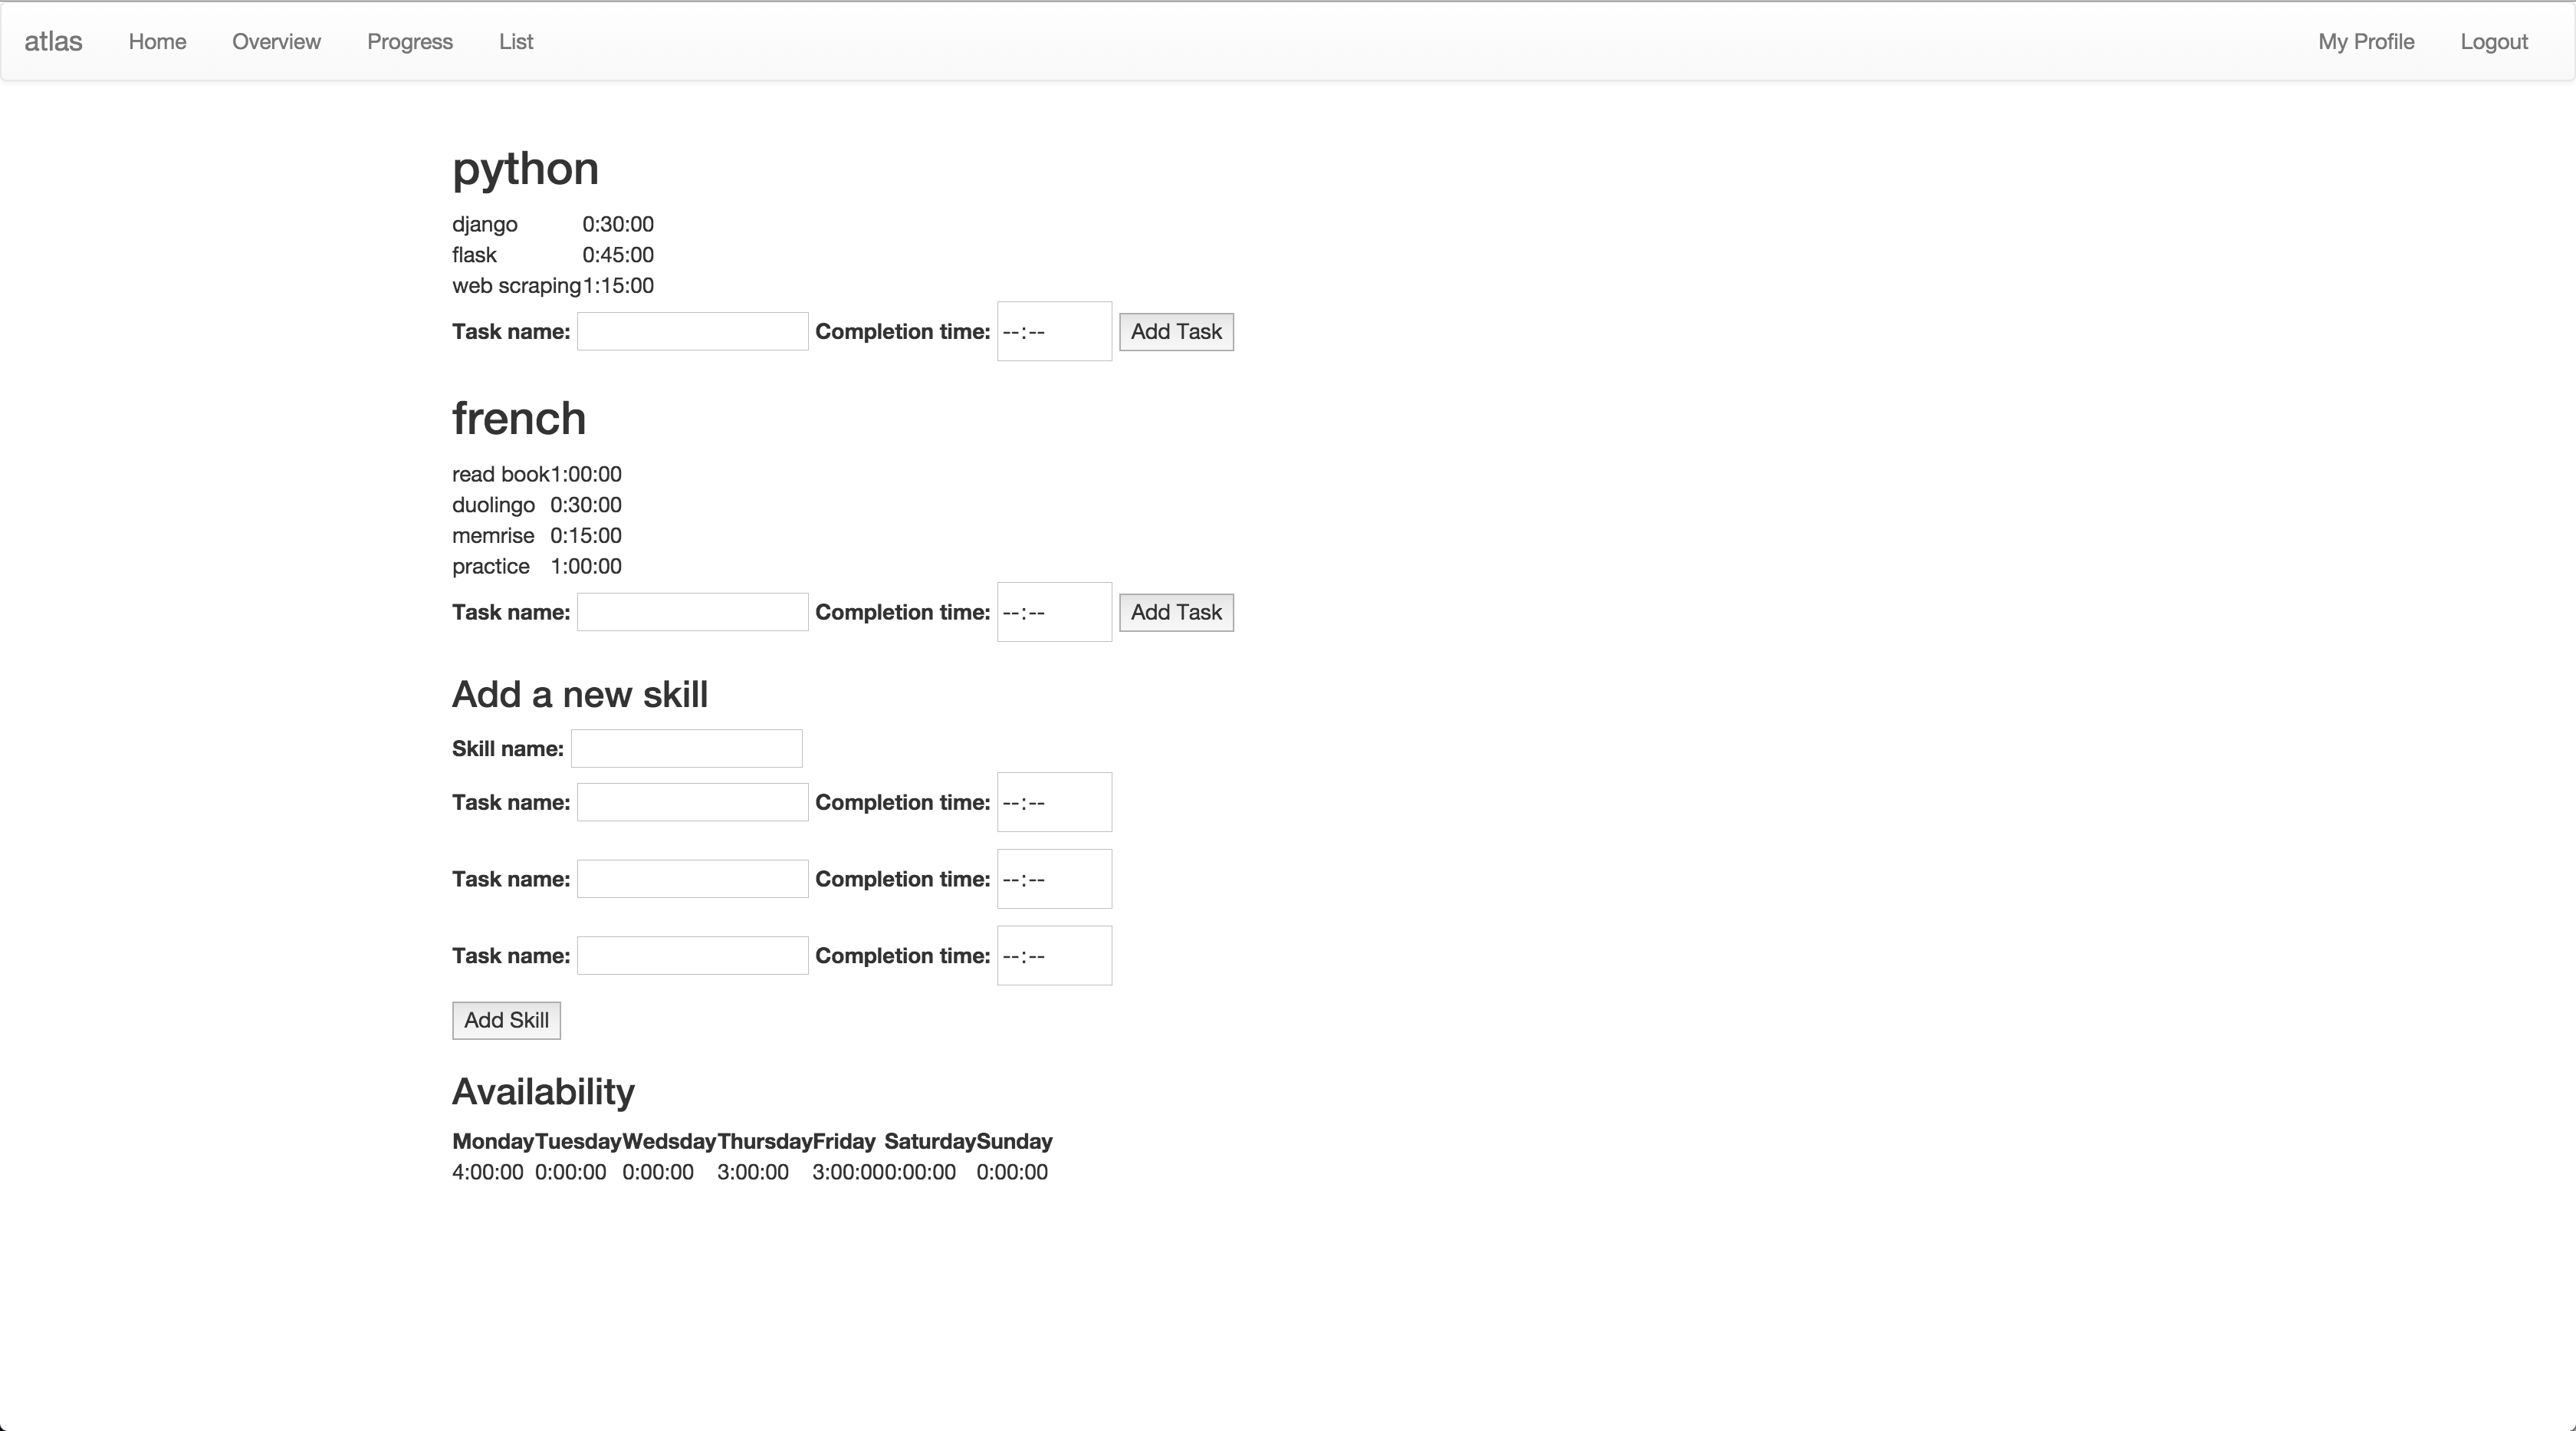 atlas Home Overview Progress List My Profile Logout
python
django 0:30:00
flask 0:45:00
web scraping 1:15:00
Task name: Completion time: --:-- Add Task
french
read book 1:00:00
duolingo 0:30:00
memrise 0:15:00
practice 1:00:00
Task name: Completion time: --:-- Add Task
Add a new skill
Skill name:
Task name: Completion time: --:--
Task name: Completion time: --:--
Task name: Completion time: --:--
Add Skill
Availability
Monday Tuesday Wedsday Thursday Friday Saturday Sunday
4:00:00 0:00:00 0:00:00 3:00:00 3:00:00 0:00:00 0:00:00